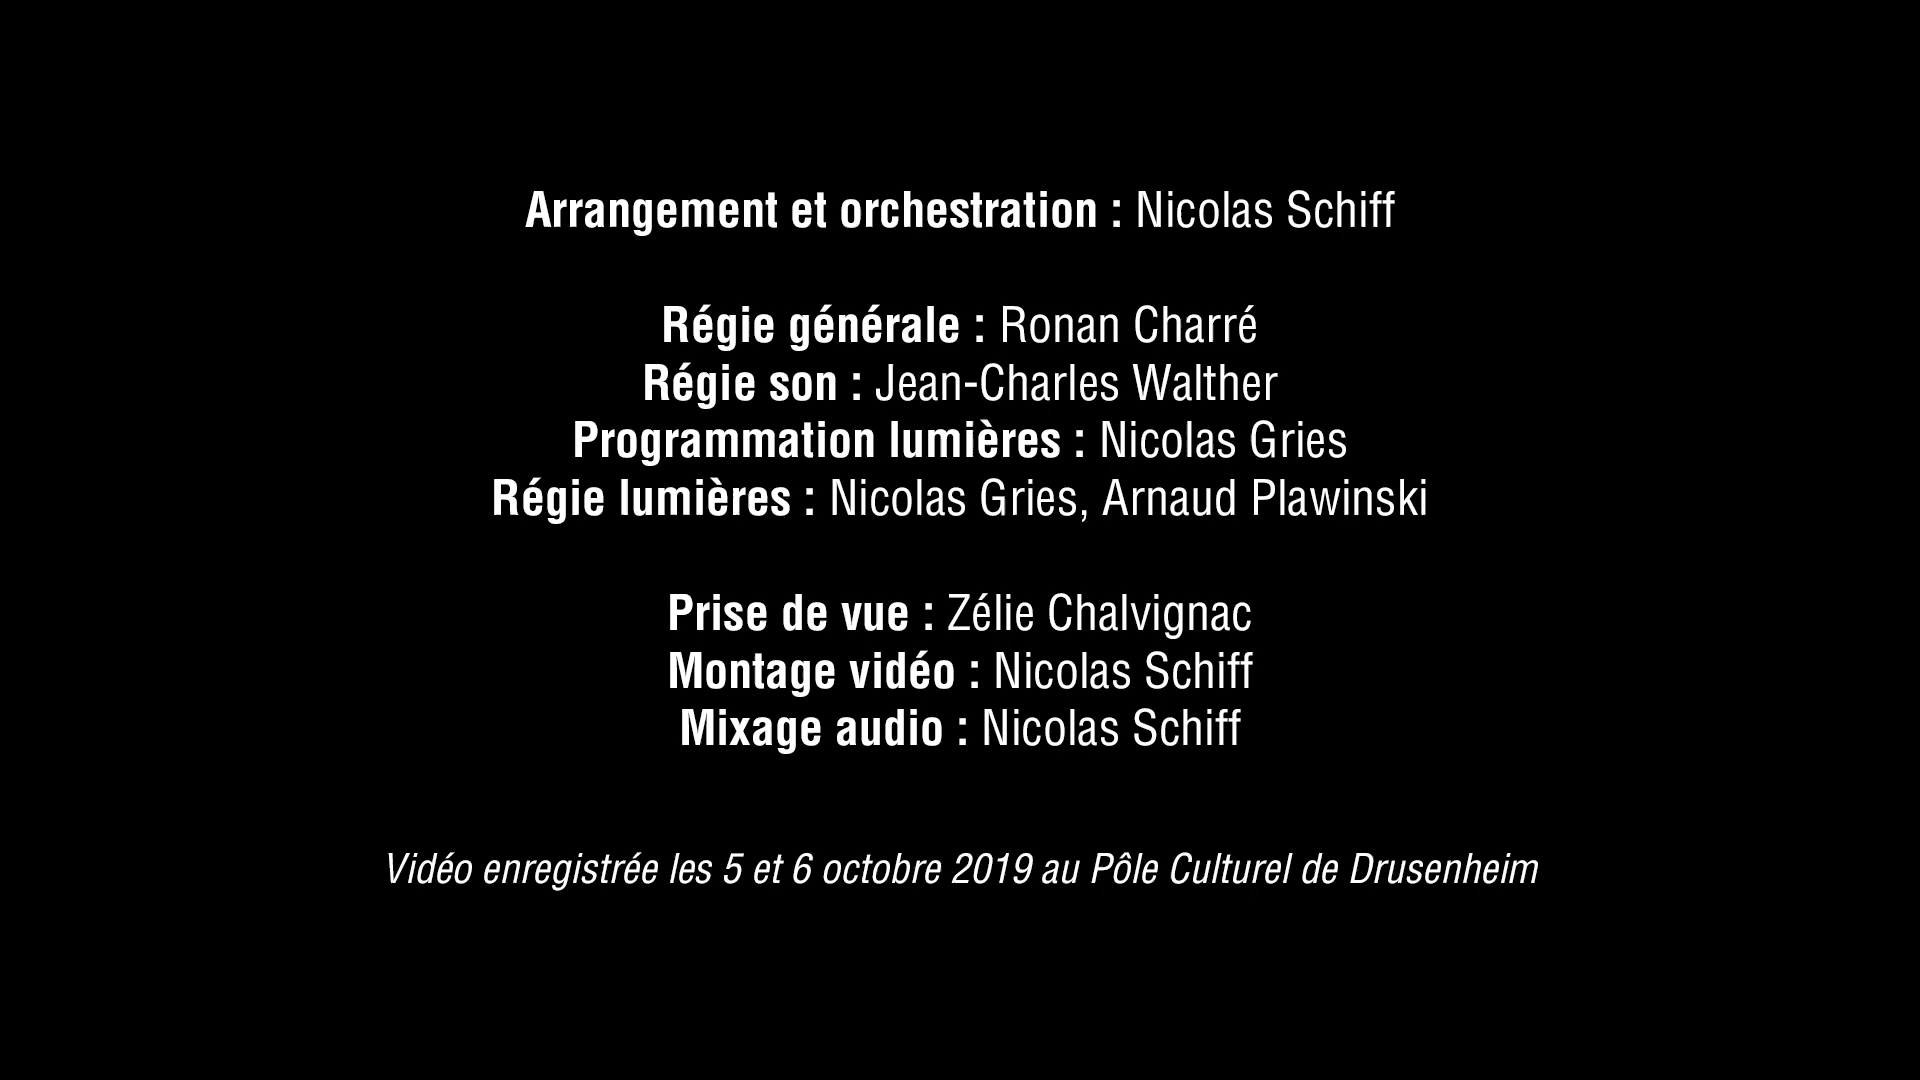 Arrangement et orchestration : Nicolas Schiff
Régie générale : Ronan Charré
Régie son : Jean-Charles Walther
Programmation lumières : Nicolas Gries
Régie lumières : Nicolas Gries, Arnaud Plawinski
Prise de vue : Zélie Chalvignac
Montage vidéo : Nicolas Schiff
Mixage audio : Nicolas Schiff
Vidéo enregistrée les 5 et 6 octobre 2019 au Pôle Culturel de Drusenheim